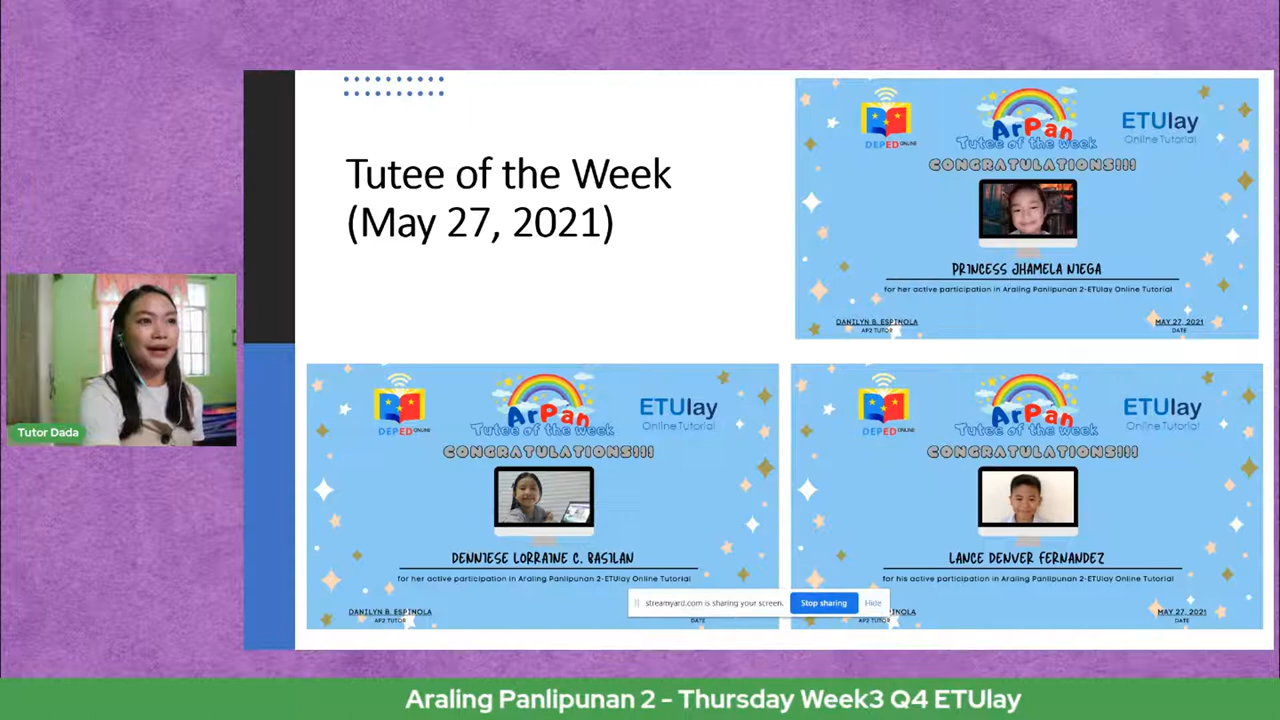 Tutee of the Week
(May 27, 2021)
DEPED ONLINE
ArPan
Tutee of the week
ETUlay
Online Tutorial
CONGRATULATIONS!!!
PRINCESS JHAMELA NIEGA
for her active participation in Araling Panlipunan 2-ETUlay Online Tutorial
DANILYN B. ESPINOLA
AP2 TUTOR
MAY 27, 2021
DATE
Tutor Dada
DEPED ONLINE
ArPan
Tutee of the week
ETUlay
Online Tutorial
CONGRATULATIONS!!!
DENNIESE LORRAINE C. BASILAN
for her active participation in Araling Panlipunan 2-ETUlay Online Tutorial
DANILYN B. ESPINOLA
AP2 TUTOR
DATE
DEPED ONLINE
ArPan
Tutee of the week
ETUlay
Online Tutorial
CONGRATULATIONS!!!
LANCE DENVER FERNANDEZ
for his active participation in Araling Panlipunan 2-ETUlay Online Tutorial
AP2 TUTOR
MAY 27, 2021
DATE
streamyard.com is sharing your screen.
Stop sharing
Hide
Araling Panlipunan 2 - Thursday Week3 Q4 ETUlay